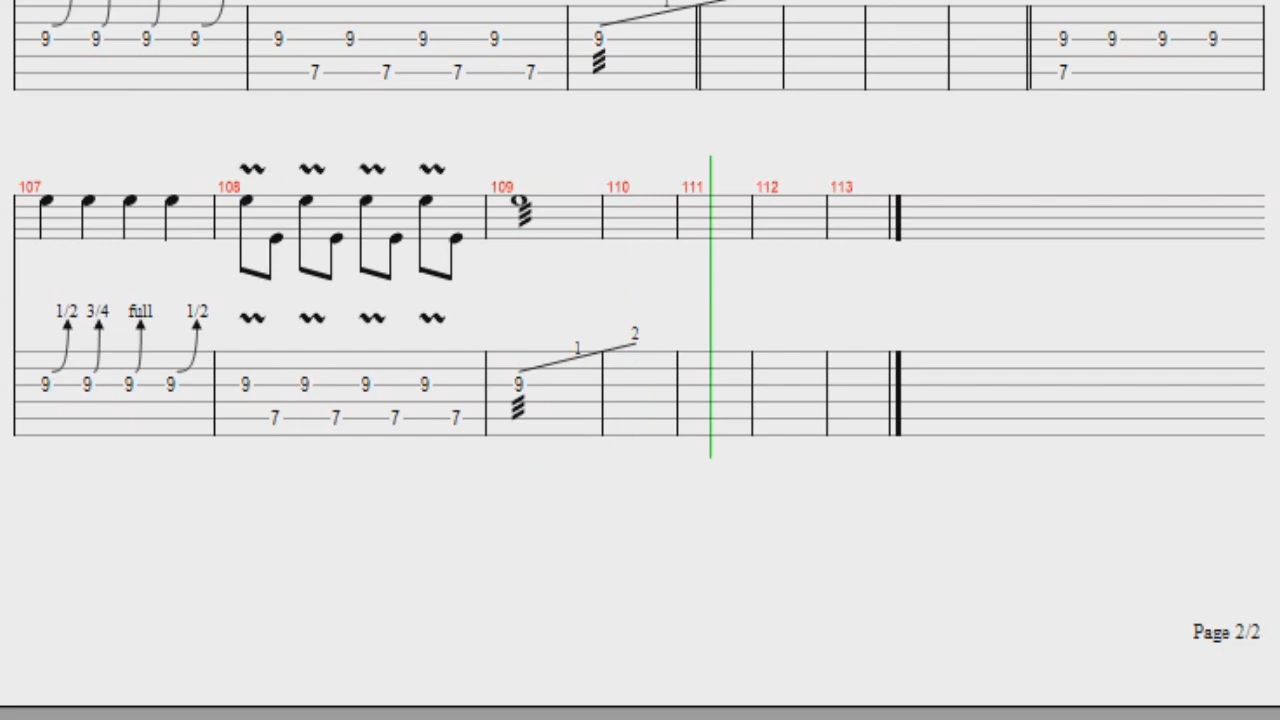 1
9 9 9 9 9 9 9 9 9 9 9 9 9
7 7 7 7 7
107 108 109 110 111 112 113
1/2 3/4 full 1/2
1 2
9 9 9 9 9 9 9 9 9
7 7 7 7
Page 2/2